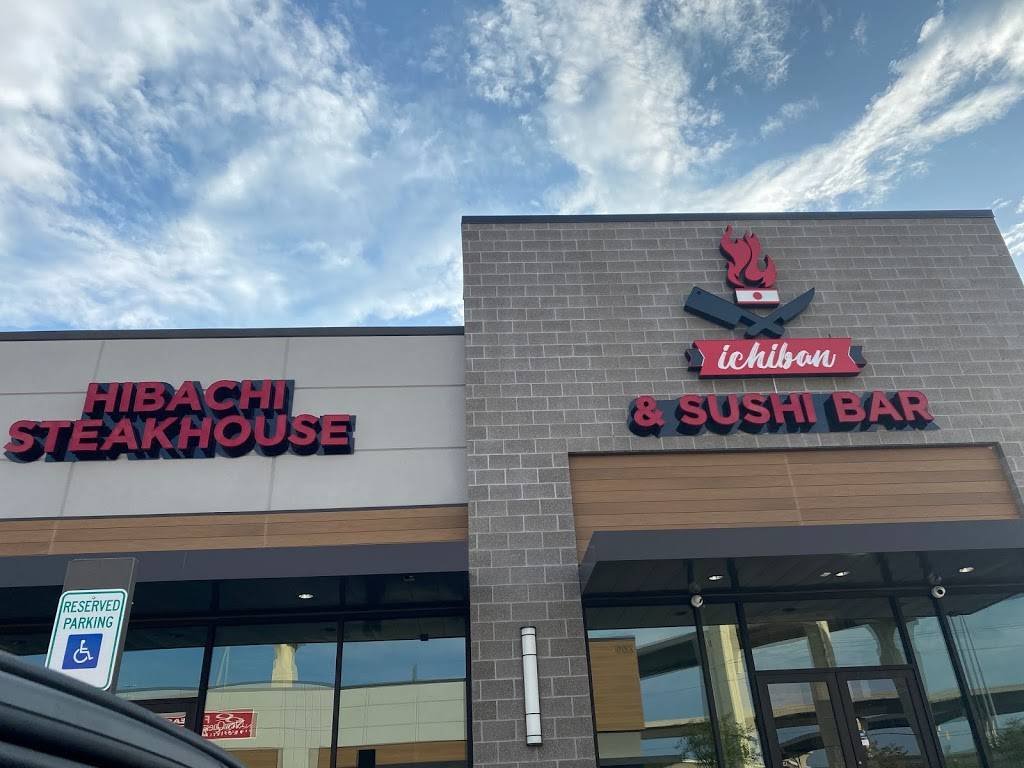 HIBACHI
STEAKHOUSE
ichiban
& SUSHI BAR
RESERVED
PARKING